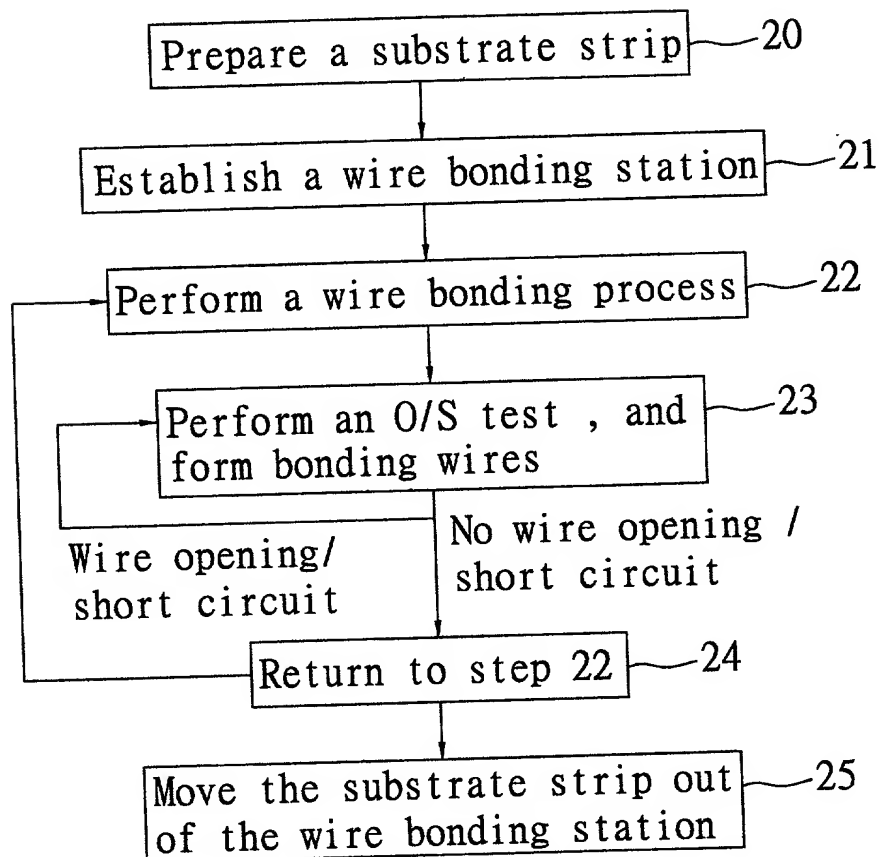 Prepare a substrate strip 20
Establish a wire bonding station 21
Perform a wire bonding process 22
Perform an O/S test , and 23
form bonding wires
Wire opening/
short circuit
No wire opening /
short circuit
Return to step 22 24
Move the substrate strip out 25
of the wire bonding station